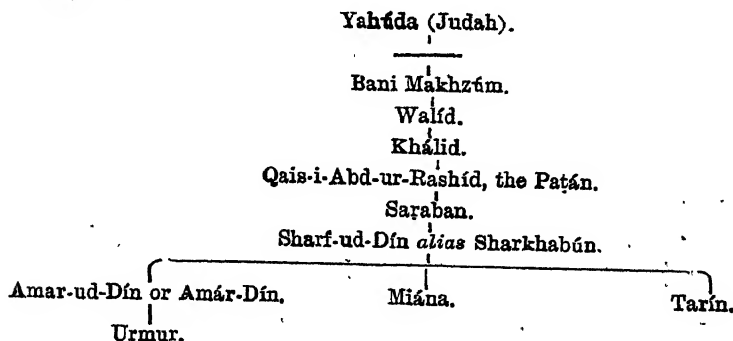 Yahúda (Judah).
Bani Makhzúm.
Walíd.
Khálid.
Qais-i-Abd-ur-Rashíd, the Paṭán.
Saṛaban.
Sharf-ud-Dín alias Sharkhabún.
Amar-ud-Dín or Amár-Dín. Miána. Tarín.
Urmur.